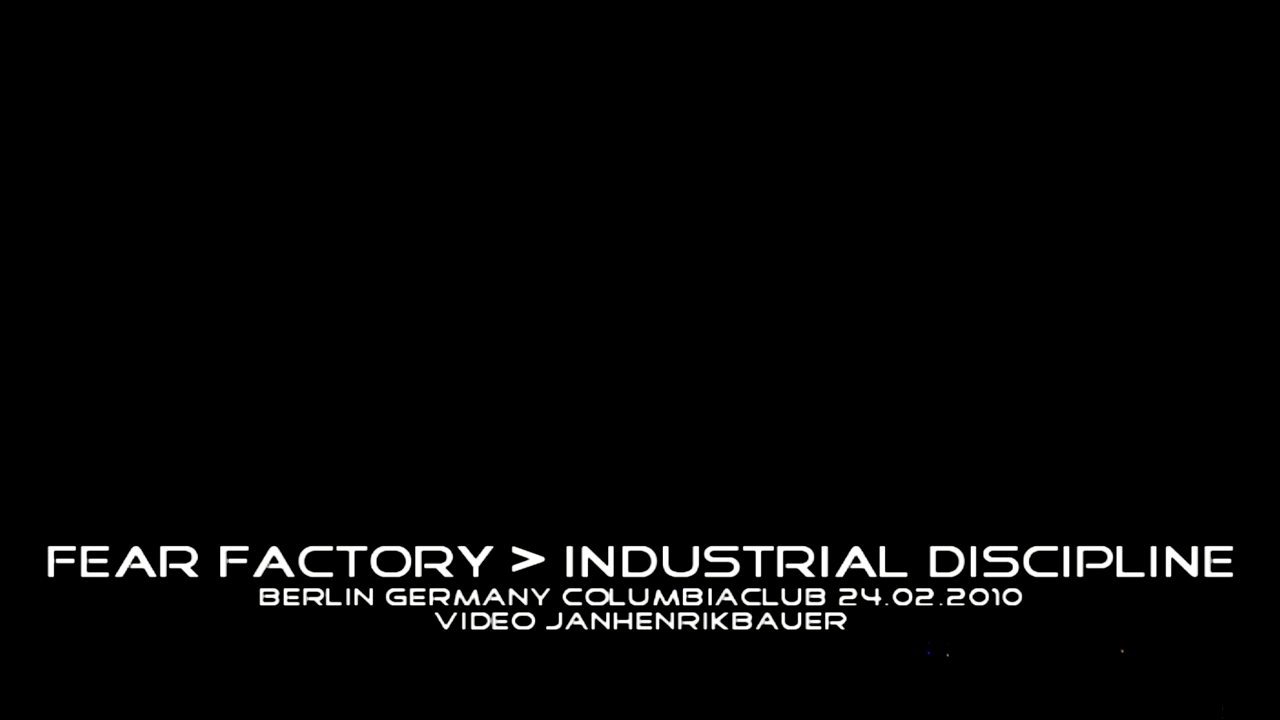 FEAR FACTORY > INDUSTRIAL DISCIPLINE
BERLIN GERMANY COLUMBIACLUB 24.02.2010
VIDEO JANHENRIKBAUER